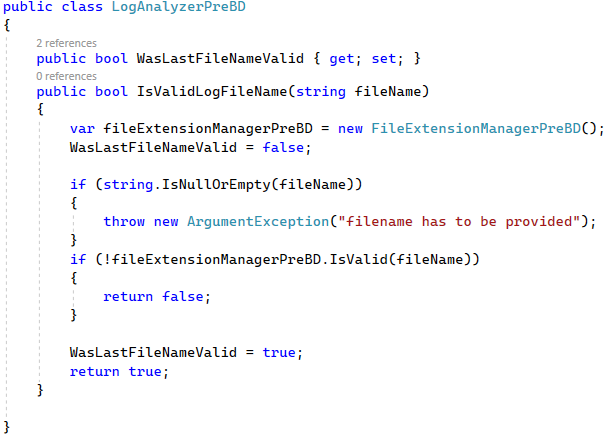 public class LogAnalyzerPreBD
{
2 references
public bool WasLastFileNameValid { get; set; }
0 references
public bool IsValidLogFileName(string fileName)
{
var fileExtensionManagerPreBD = new FileExtensionManagerPreBD();
WasLastFileNameValid = false;
if (string.IsNullOrEmpty(fileName))
{
throw new ArgumentException("filename has to be provided");
}
if (!fileExtensionManagerPreBD.IsValid(fileName))
{
return false;
}
WasLastFileNameValid = true;
return true;
}
}